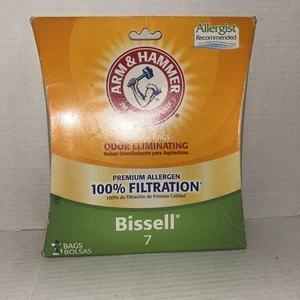 Allergist
Recommended
ARM & HAMMER
BAGS
ODOR ELIMINATING
Bolsas Desodorizante para Aspiradoras
PREMIUM ALLERGEN
100% FILTRATION*
100% de Filtración de Primera Calidad*
Bissell®
7
BAGS
BOLSAS